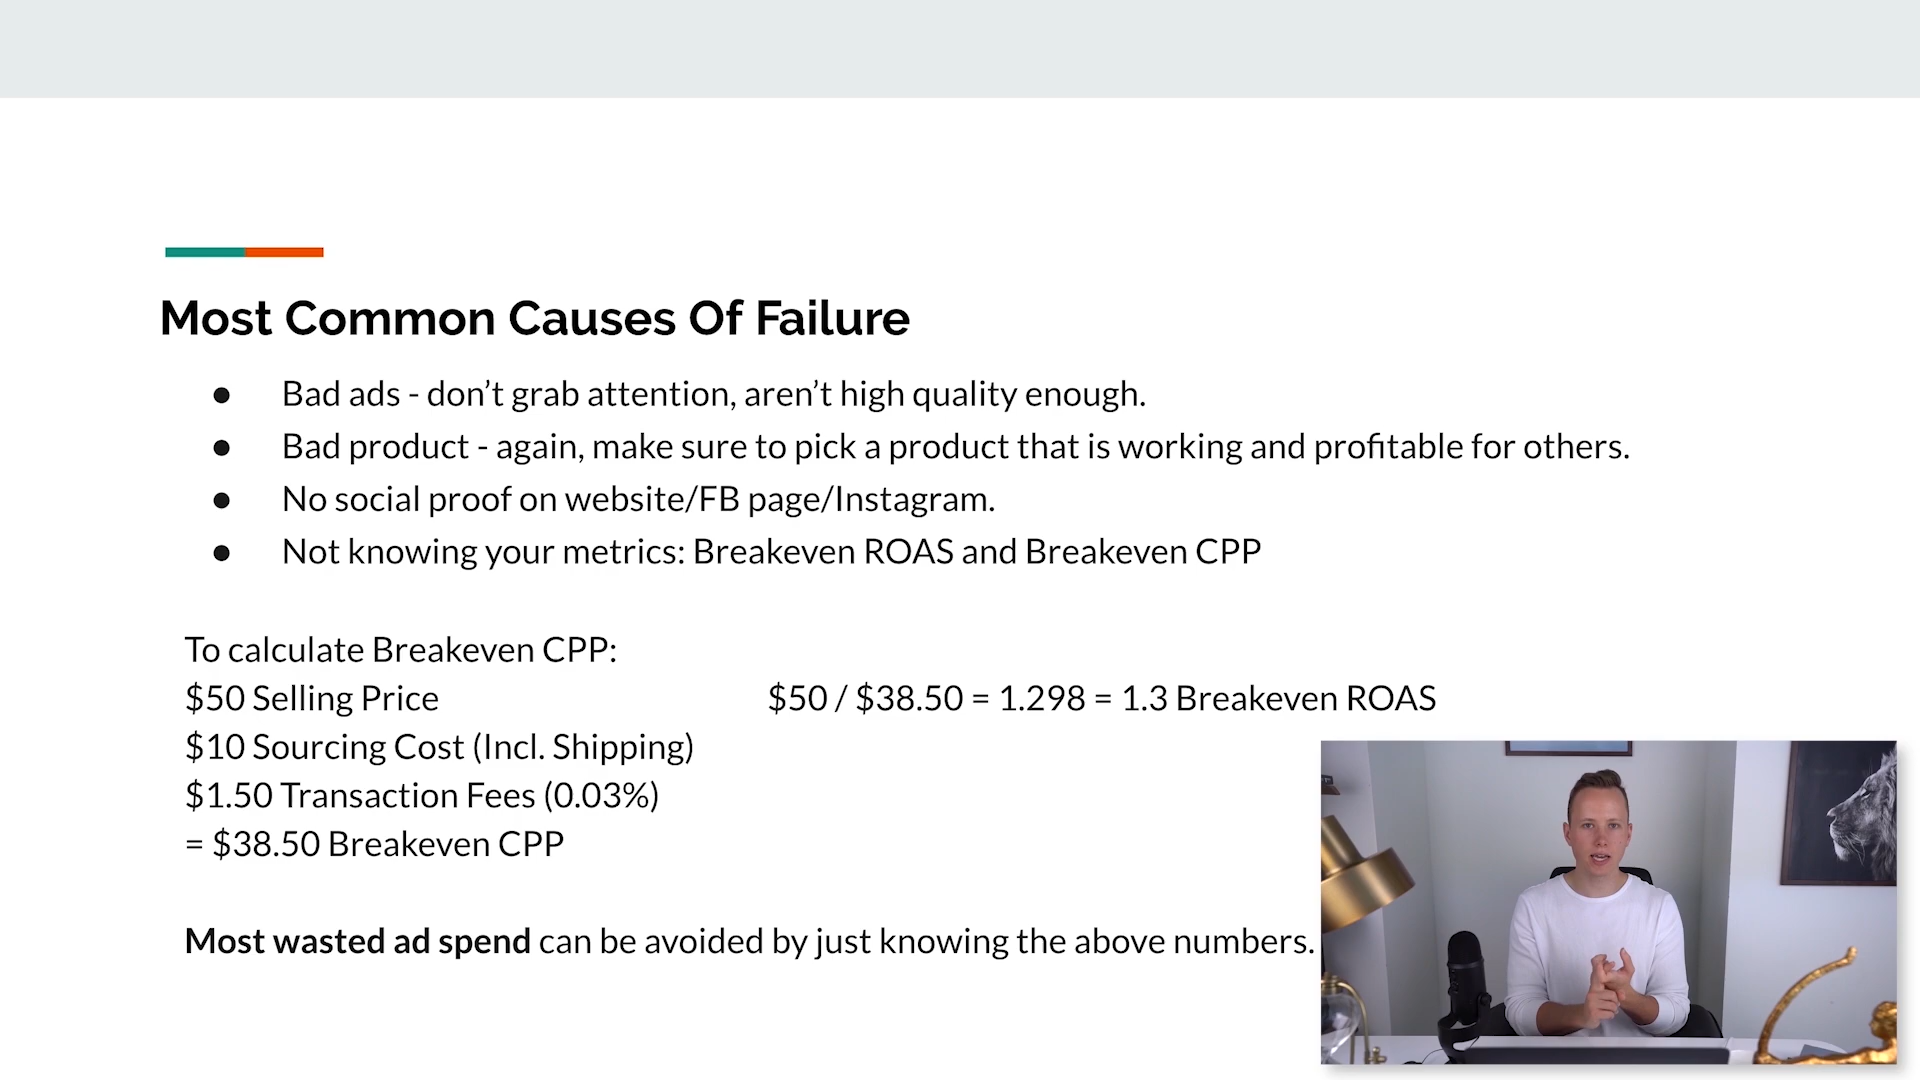 Most Common Causes Of Failure
● Bad ads - don’t grab attention, aren’t high quality enough.
● Bad product - again, make sure to pick a product that is working and profitable for others.
● No social proof on website/FB page/Instagram.
● Not knowing your metrics: Breakeven ROAS and Breakeven CPP
To calculate Breakeven CPP:
$50 Selling Price
$50 / $38.50 = 1.298 = 1.3 Breakeven ROAS
$10 Sourcing Cost (Incl. Shipping)
$1.50 Transaction Fees (0.03%)
= $38.50 Breakeven CPP
Most wasted ad spend can be avoided by just knowing the above numbers.